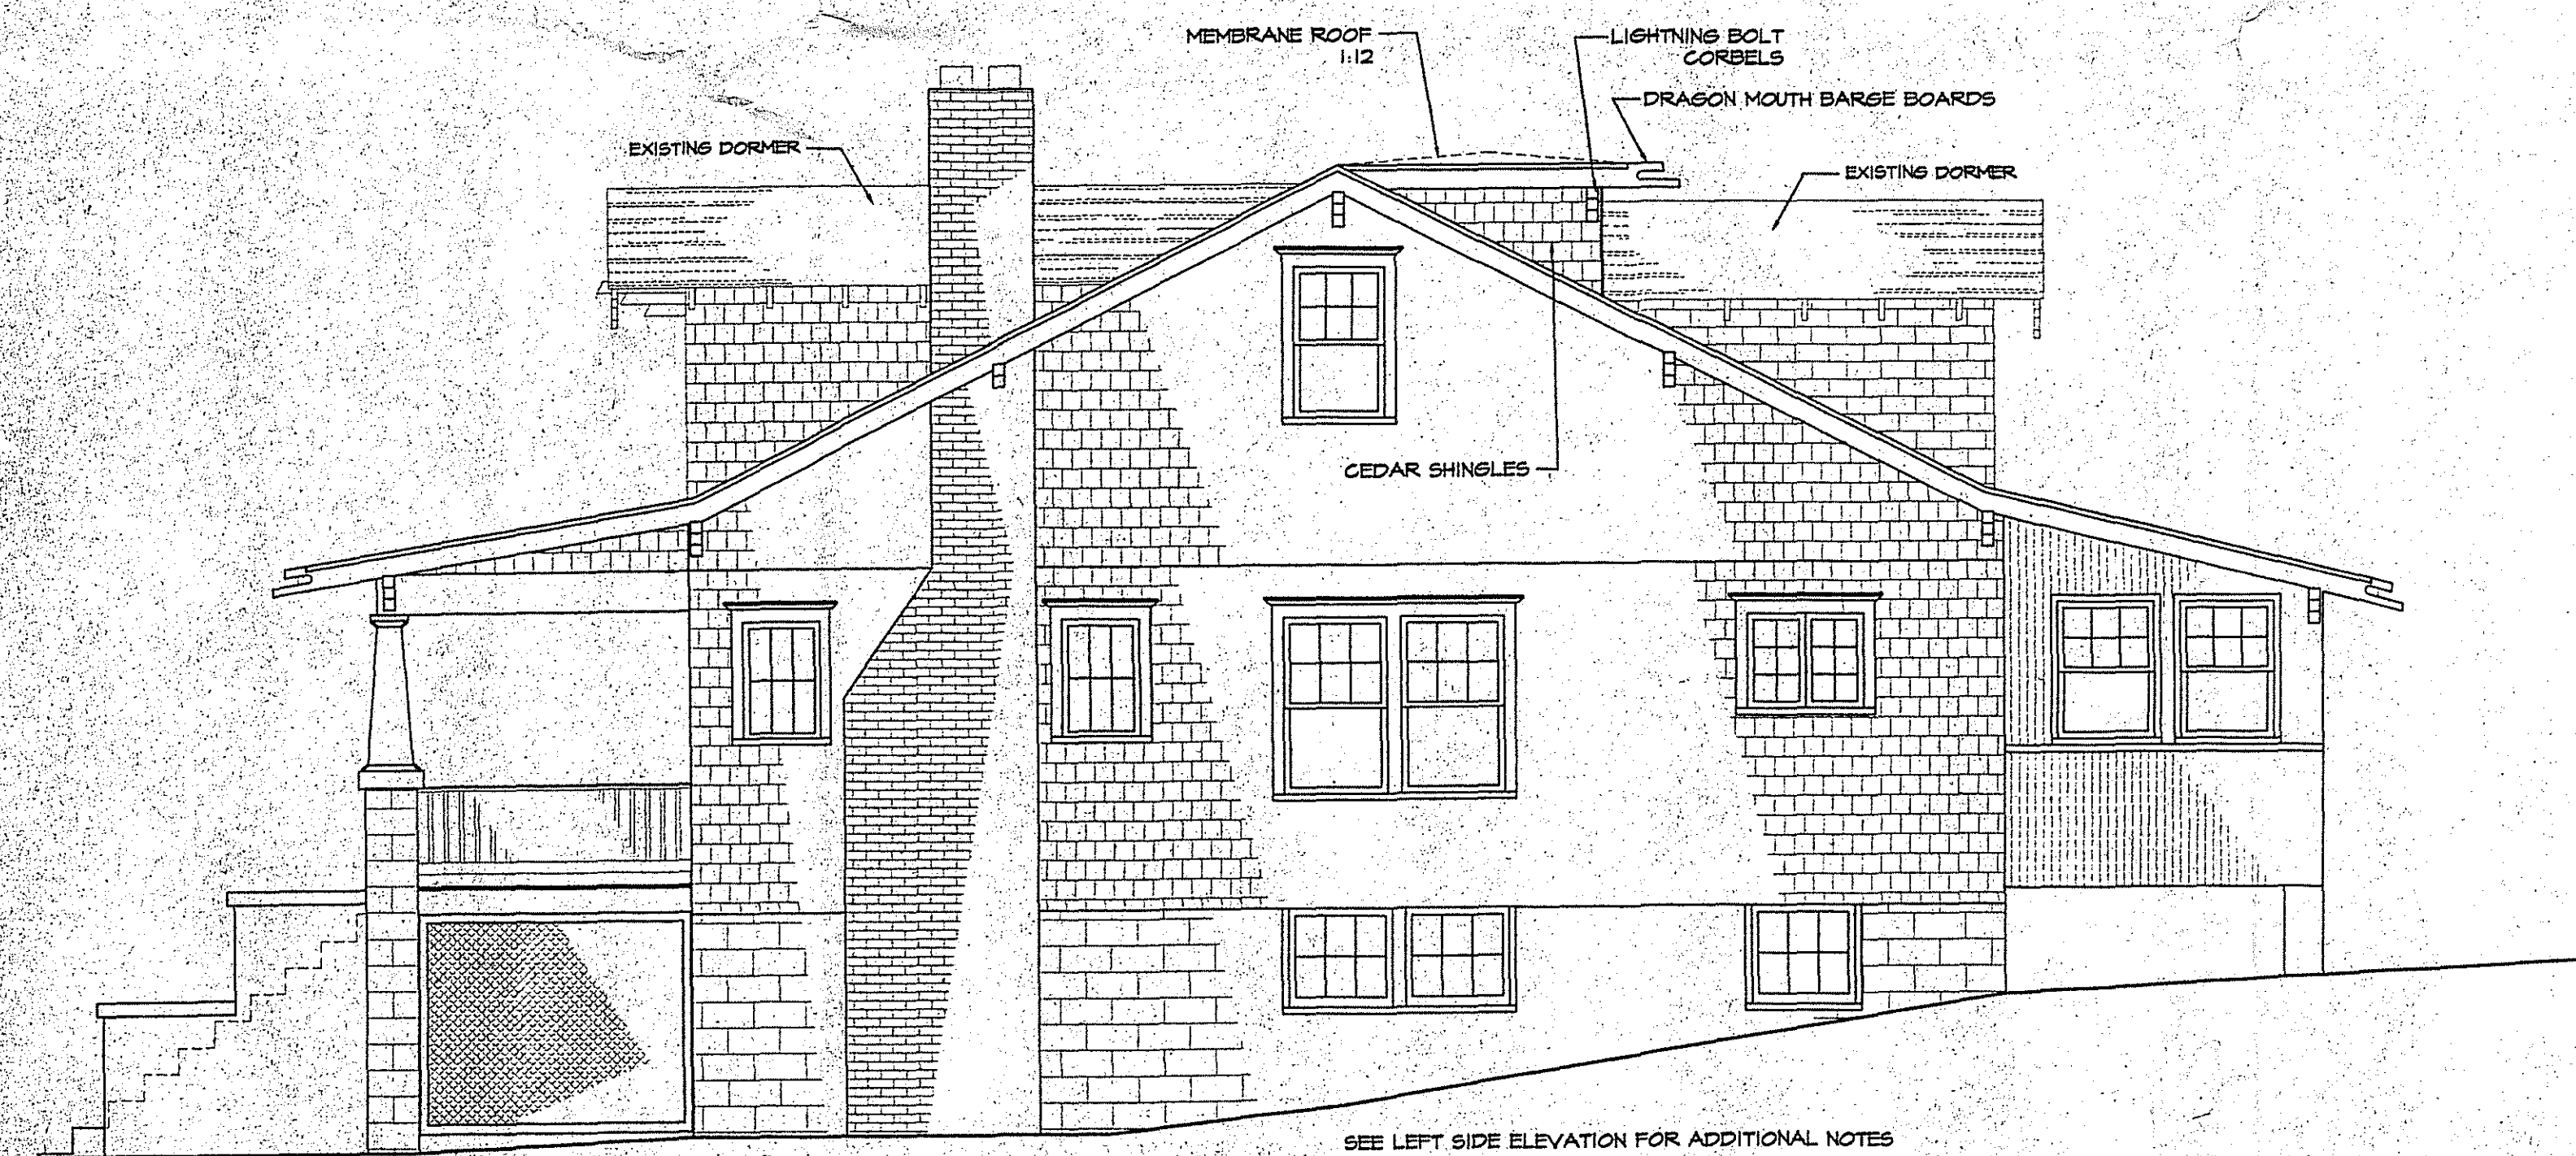 MEMBRANE ROOF
1:12
LIGHTNING BOLT
CORBELS
DRAGON MOUTH BARGE BOARDS
EXISTING DORMER
EXISTING DORMER
CEDAR SHINGLES
SEE LEFT SIDE ELEVATION FOR ADDITIONAL NOTES